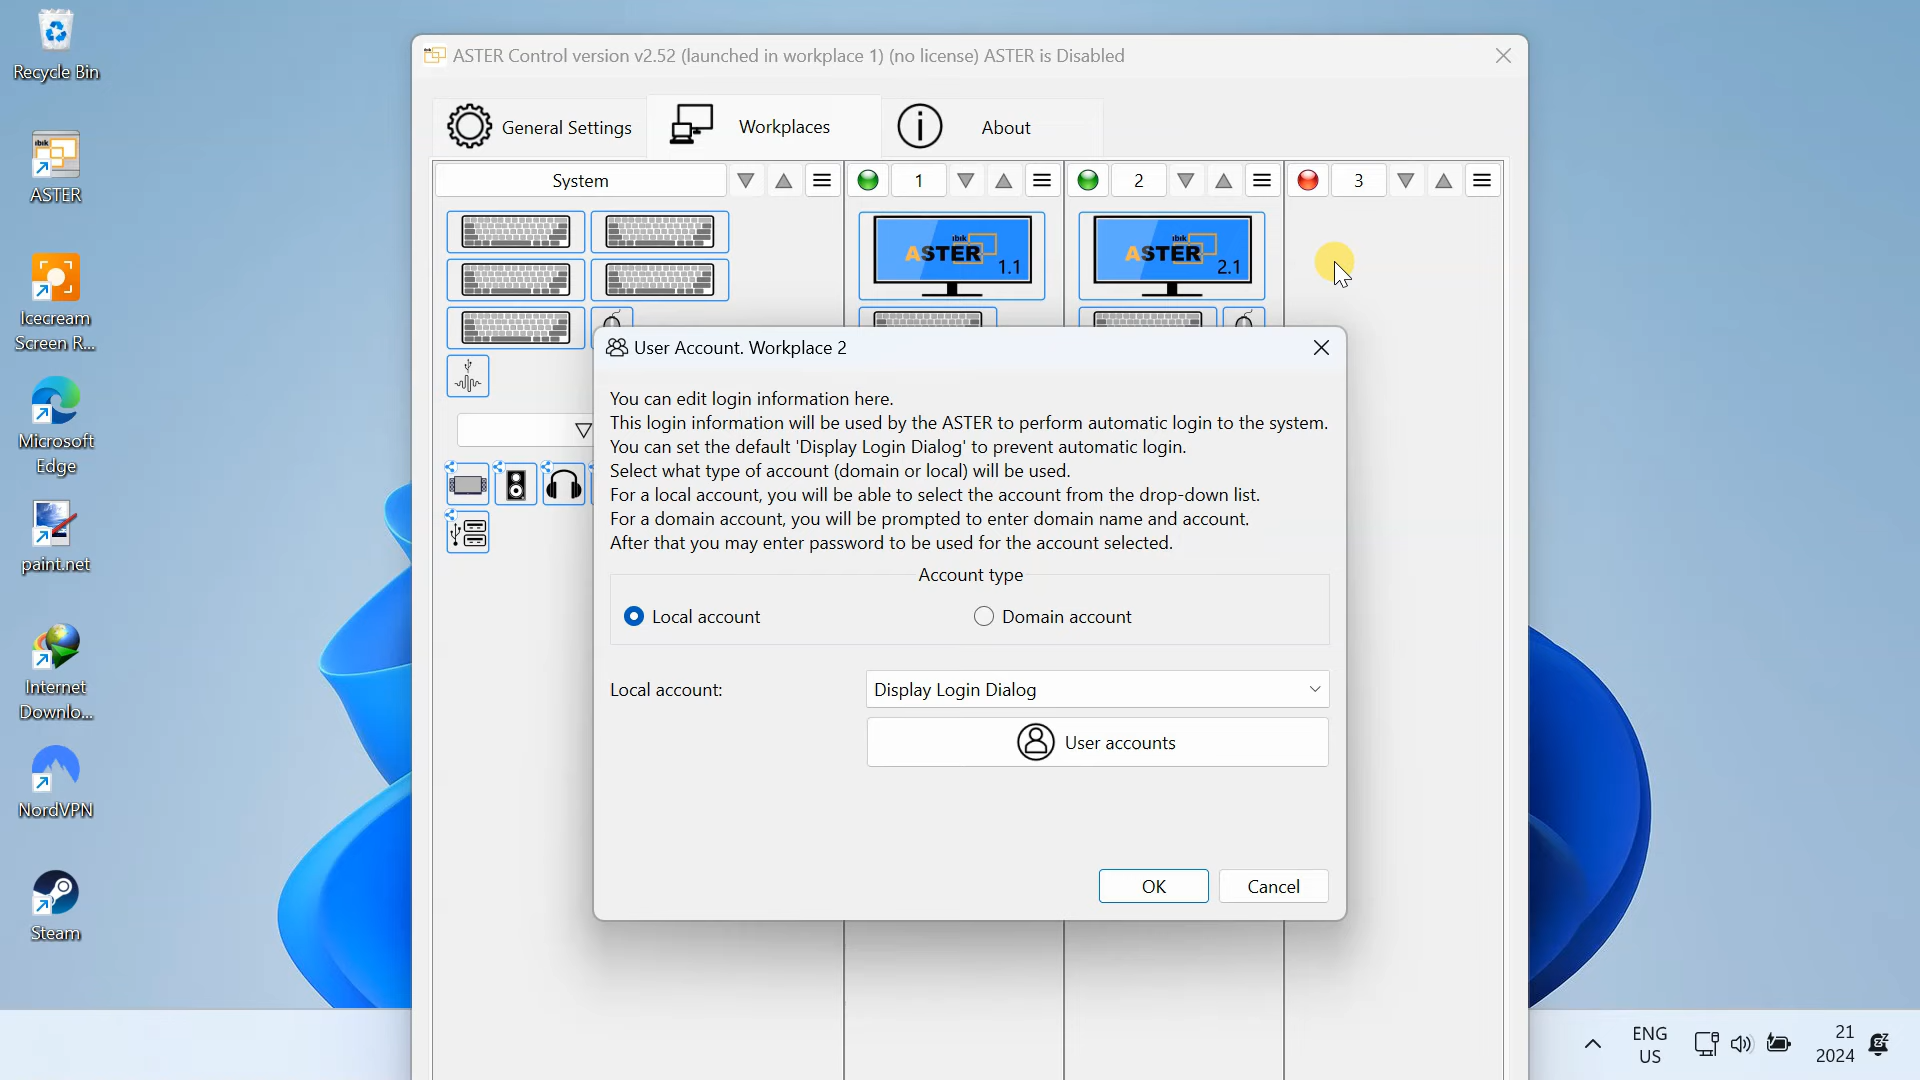 Recycle Bin
ASTER
Icecream
Screen R...
Microsoft
Edge
paint.net
Internet
Downlo...
NordVPN
Steam
ASTER Control version v2.52 (launched in workplace 1) (no license) ASTER is Disabled
General Settings
Workplaces
About
System
1
2
3
ibik
ASTER
1.1
ibik
ASTER
2.1
User Account. Workplace 2
You can edit login information here.
This login information will be used by the ASTER to perform automatic login to the system.
You can set the default 'Display Login Dialog' to prevent automatic login.
Select what type of account (domain or local) will be used.
For a local account, you will be able to select the account from the drop-down list.
For a domain account, you will be prompted to enter domain name and account.
After that you may enter password to be used for the account selected.
Account type
Local account
Domain account
Local account:
Display Login Dialog
User accounts
OK
Cancel
ENG
US
21
2024